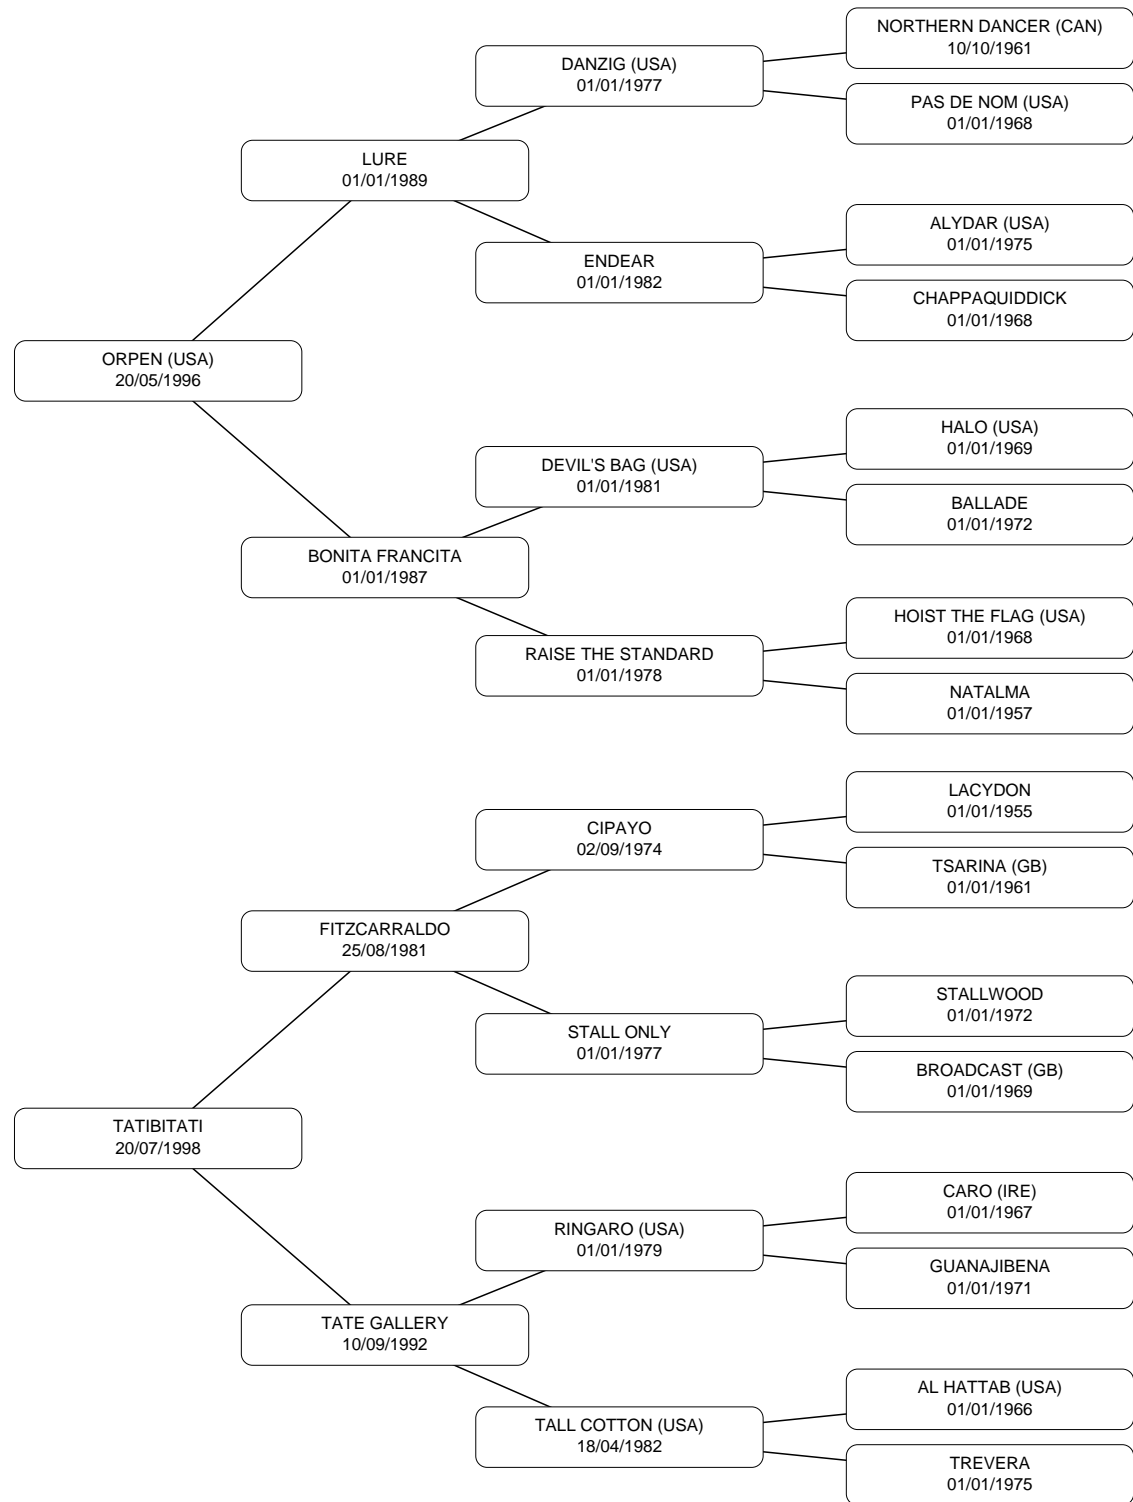 NORTHERN DANCER (CAN)
10/10/1961
DANZIG (USA)
01/01/1977
PAS DE NOM (USA)
01/01/1968
LURE
01/01/1989
ALYDAR (USA)
01/01/1975
ENDEAR
01/01/1982
CHAPPAQUIDDICK
01/01/1968
ORPEN (USA)
20/05/1996
HALO (USA)
01/01/1969
DEVIL'S BAG (USA)
01/01/1981
BALLADE
01/01/1972
BONITA FRANCITA
01/01/1987
HOIST THE FLAG (USA)
01/01/1968
RAISE THE STANDARD
01/01/1978
NATALMA
01/01/1957
LACYDON
01/01/1955
CIPAYO
02/09/1974
TSARINA (GB)
01/01/1961
FITZCARRALDO
25/08/1981
STALLWOOD
01/01/1972
STALL ONLY
01/01/1977
BROADCAST (GB)
01/01/1969
TATIBITATI
20/07/1998
CARO (IRE)
01/01/1967
RINGARO (USA)
01/01/1979
GUANAJIBENA
01/01/1971
TATE GALLERY
10/09/1992
AL HATTAB (USA)
01/01/1966
TALL COTTON (USA)
18/04/1982
TREVERA
01/01/1975